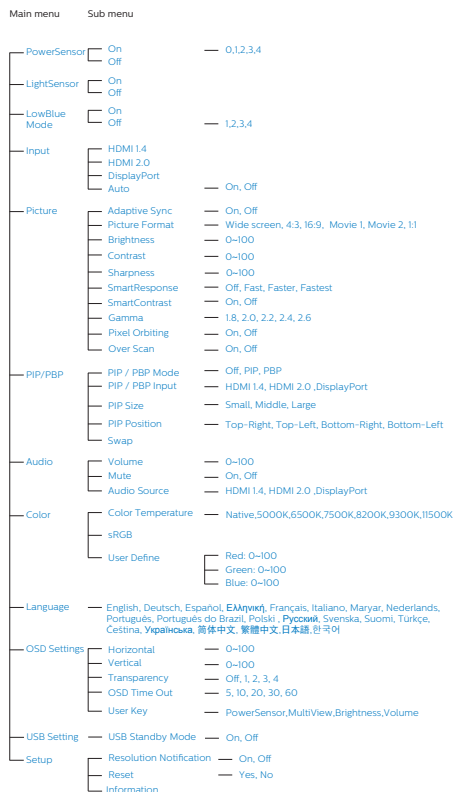 Main menu Sub menu
PowerSensor On 0,1,2,3,4
Off
LightSensor On
Off
LowBlue Mode On
Off 1,2,3,4
Input HDMI 1.4
HDMI 2.0
DisplayPort
Auto On, Off
Picture Adaptive Sync On, Off
Picture Format Wide screen, 4:3, 16:9, Movie 1, Movie 2, 1:1
Brightness 0~100
Contrast 0~100
Sharpness 0~100
SmartResponse Off, Fast, Faster, Fastest
SmartContrast On, Off
Gamma 1.8, 2.0, 2.2, 2.4, 2.6
Pixel Orbiting On, Off
Over Scan On, Off
PIP/PBP PIP / PBP Mode Off, PIP, PBP
PIP / PBP Input HDMI 1.4, HDMI 2.0 ,DisplayPort
PIP Size Small, Middle, Large
PIP Position Top-Right, Top-Left, Bottom-Right, Bottom-Left
Swap
Audio Volume 0~100
Mute On, Off
Audio Source HDMI 1.4, HDMI 2.0 ,DisplayPort
Color Color Temperature Native,5000K,6500K,7500K,8200K,9300K,11500K
sRGB
User Define Red: 0~100
Green: 0~100
Blue: 0~100
Language English, Deutsch, Español, Ελληνική, Français, Italiano, Maryar, Nederlands,
Português, Português do Brazil, Polski , Русский, Svenska, Suomi, Türkçe,
Čeština, Українська, 简体中文, 繁體中文,日本語,한국어
OSD Settings Horizontal 0~100
Vertical 0~100
Transparency Off, 1, 2, 3, 4
OSD Time Out 5, 10, 20, 30, 60
User Key PowerSensor,MultiView,Brightness,Volume
USB Setting USB Standby Mode On, Off
Setup Resolution Notification On, Off
Reset Yes, No
Information